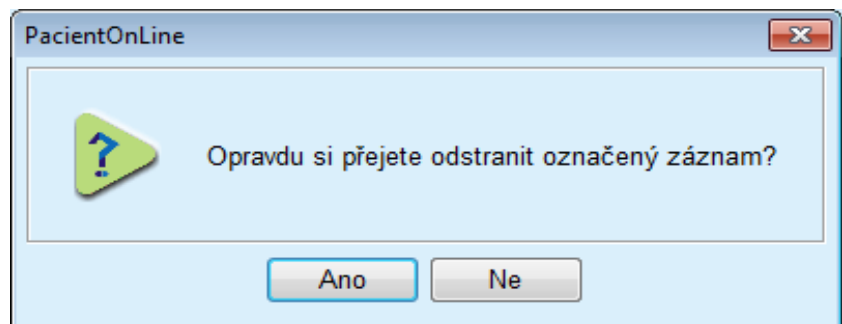 PacientOnLine
Opravdu si přejete odstranit označený záznam?
Ano
Ne